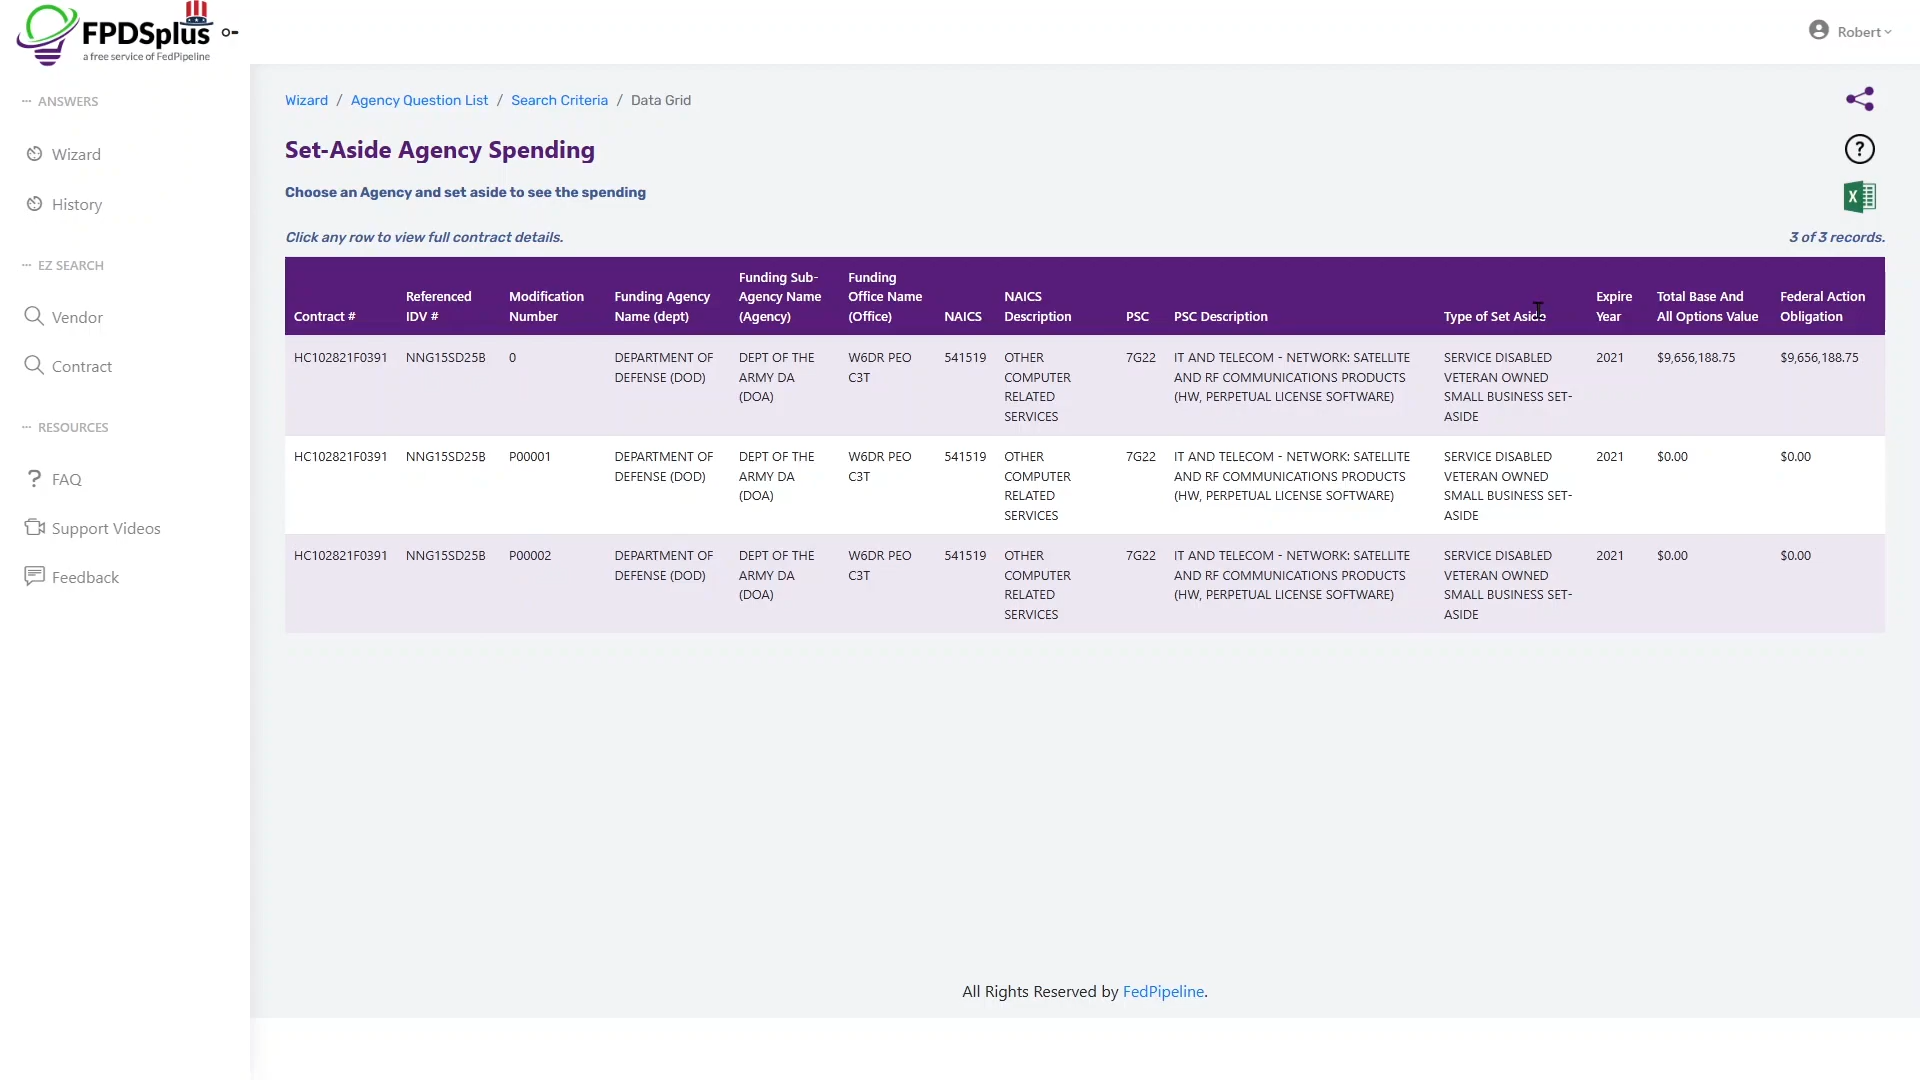 FPDSplus
a free service of FedPipeline
Robert
ANSWERS
Wizard
History
EZ SEARCH
Vendor
Contract
RESOURCES
FAQ
Support Videos
Feedback
Wizard / Agency Question List / Search Criteria / Data Grid
Set-Aside Agency Spending
Choose an Agency and set aside to see the spending
Click any row to view full contract details.
3 of 3 records.
Contract #
Referenced
IDV #
Modification
Number
Funding Agency
Name (dept)
Funding Sub-
Agency Name
(Agency)
Funding
Office Name
(Office)
NAICS
NAICS
Description
PSC
PSC Description
Type of Set Aside
Expire
Year
Total Base And
All Options Value
Federal Action
Obligation
HC102821F0391
NNG15SD25B
0
DEPARTMENT OF
DEFENSE (DOD)
DEPT OF THE
ARMY DA
(DOA)
W6DR PEO
C3T
541519
OTHER
COMPUTER
RELATED
SERVICES
7G22
IT AND TELECOM - NETWORK: SATELLITE
AND RF COMMUNICATIONS PRODUCTS
(HW, PERPETUAL LICENSE SOFTWARE)
SERVICE DISABLED
VETERAN OWNED
SMALL BUSINESS SET-
ASIDE
2021
$9,656,188.75
$9,656,188.75
HC102821F0391
NNG15SD25B
P00001
DEPARTMENT OF
DEFENSE (DOD)
DEPT OF THE
ARMY DA
(DOA)
W6DR PEO
C3T
541519
OTHER
COMPUTER
RELATED
SERVICES
7G22
IT AND TELECOM - NETWORK: SATELLITE
AND RF COMMUNICATIONS PRODUCTS
(HW, PERPETUAL LICENSE SOFTWARE)
SERVICE DISABLED
VETERAN OWNED
SMALL BUSINESS SET-
ASIDE
2021
$0.00
$0.00
HC102821F0391
NNG15SD25B
P00002
DEPARTMENT OF
DEFENSE (DOD)
DEPT OF THE
ARMY DA
(DOA)
W6DR PEO
C3T
541519
OTHER
COMPUTER
RELATED
SERVICES
7G22
IT AND TELECOM - NETWORK: SATELLITE
AND RF COMMUNICATIONS PRODUCTS
(HW, PERPETUAL LICENSE SOFTWARE)
SERVICE DISABLED
VETERAN OWNED
SMALL BUSINESS SET-
ASIDE
2021
$0.00
$0.00
All Rights Reserved by FedPipeline.